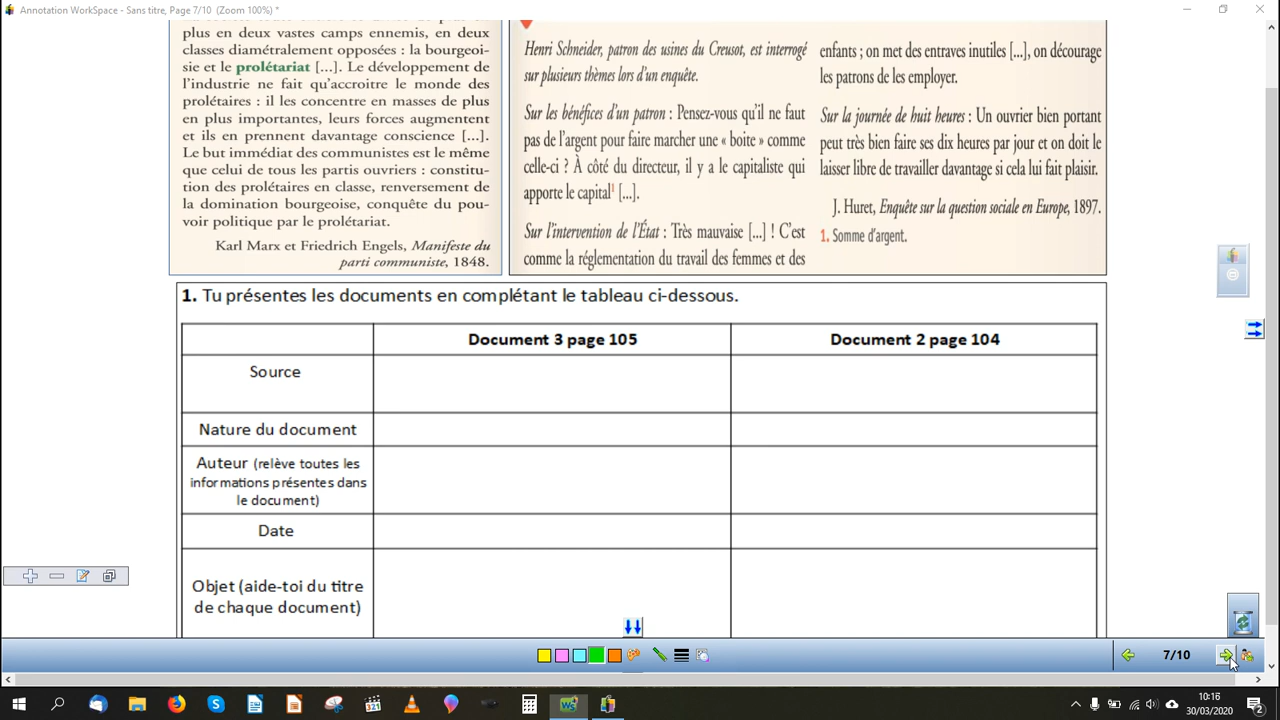 Annotation WorkSpace - Sans titre, Page 7/10 (Zoom 100%) *
plus en deux vastes camps ennemis, en deux
classes diamétralement opposées : la bourgeoi-
sie et le prolétariat [...]. Le développement de
l'industrie ne fait qu'accroître le monde des
prolétaires : il les concentre en masses de plus
en plus importantes, leurs forces augmentent
et ils en prennent davantage conscience [...].
Le but immédiat des communistes est le même
que celui de tous les partis ouvriers : constitu-
tion des prolétaires en classe, renversement de
la domination bourgeoise, conquête du pou-
voir politique par le prolétariat.
Karl Marx et Friedrich Engels, Manifeste du
parti communiste, 1848.
Henri Schneider, patron des usines du Creusot, est interrogé
sur plusieurs thèmes lors d'un enquête.
Sur les bénéfices d'un patron : Pensez-vous qu'il ne faut
pas de l'argent pour faire marcher une « boite » comme
celle-ci ? À côté du directeur, il y a le capitaliste qui
apporte le capital¹ [...].
Sur l'intervention de l'État : Très mauvaise [...] ! C'est
comme la réglementation du travail des femmes et des
enfants ; on met des entraves inutiles [...], on décourage
les patrons de les employer.
Sur la journée de huit heures : Un ouvrier bien portant
peut très bien faire ses dix heures par jour et on doit le
laisser libre de travailler davantage si cela lui fait plaisir.
J. Huret, Enquête sur la question sociale en Europe, 1897.
1. Somme d'argent.
1. Tu présentes les documents en complétant le tableau ci-dessous.
Document 3 page 105
Document 2 page 104
Source
Nature du document
Auteur (relève toutes les
informations présentes dans
le document)
Date
Objet (aide-toi du titre
de chaque document)
7/10
10:16
30/03/2020